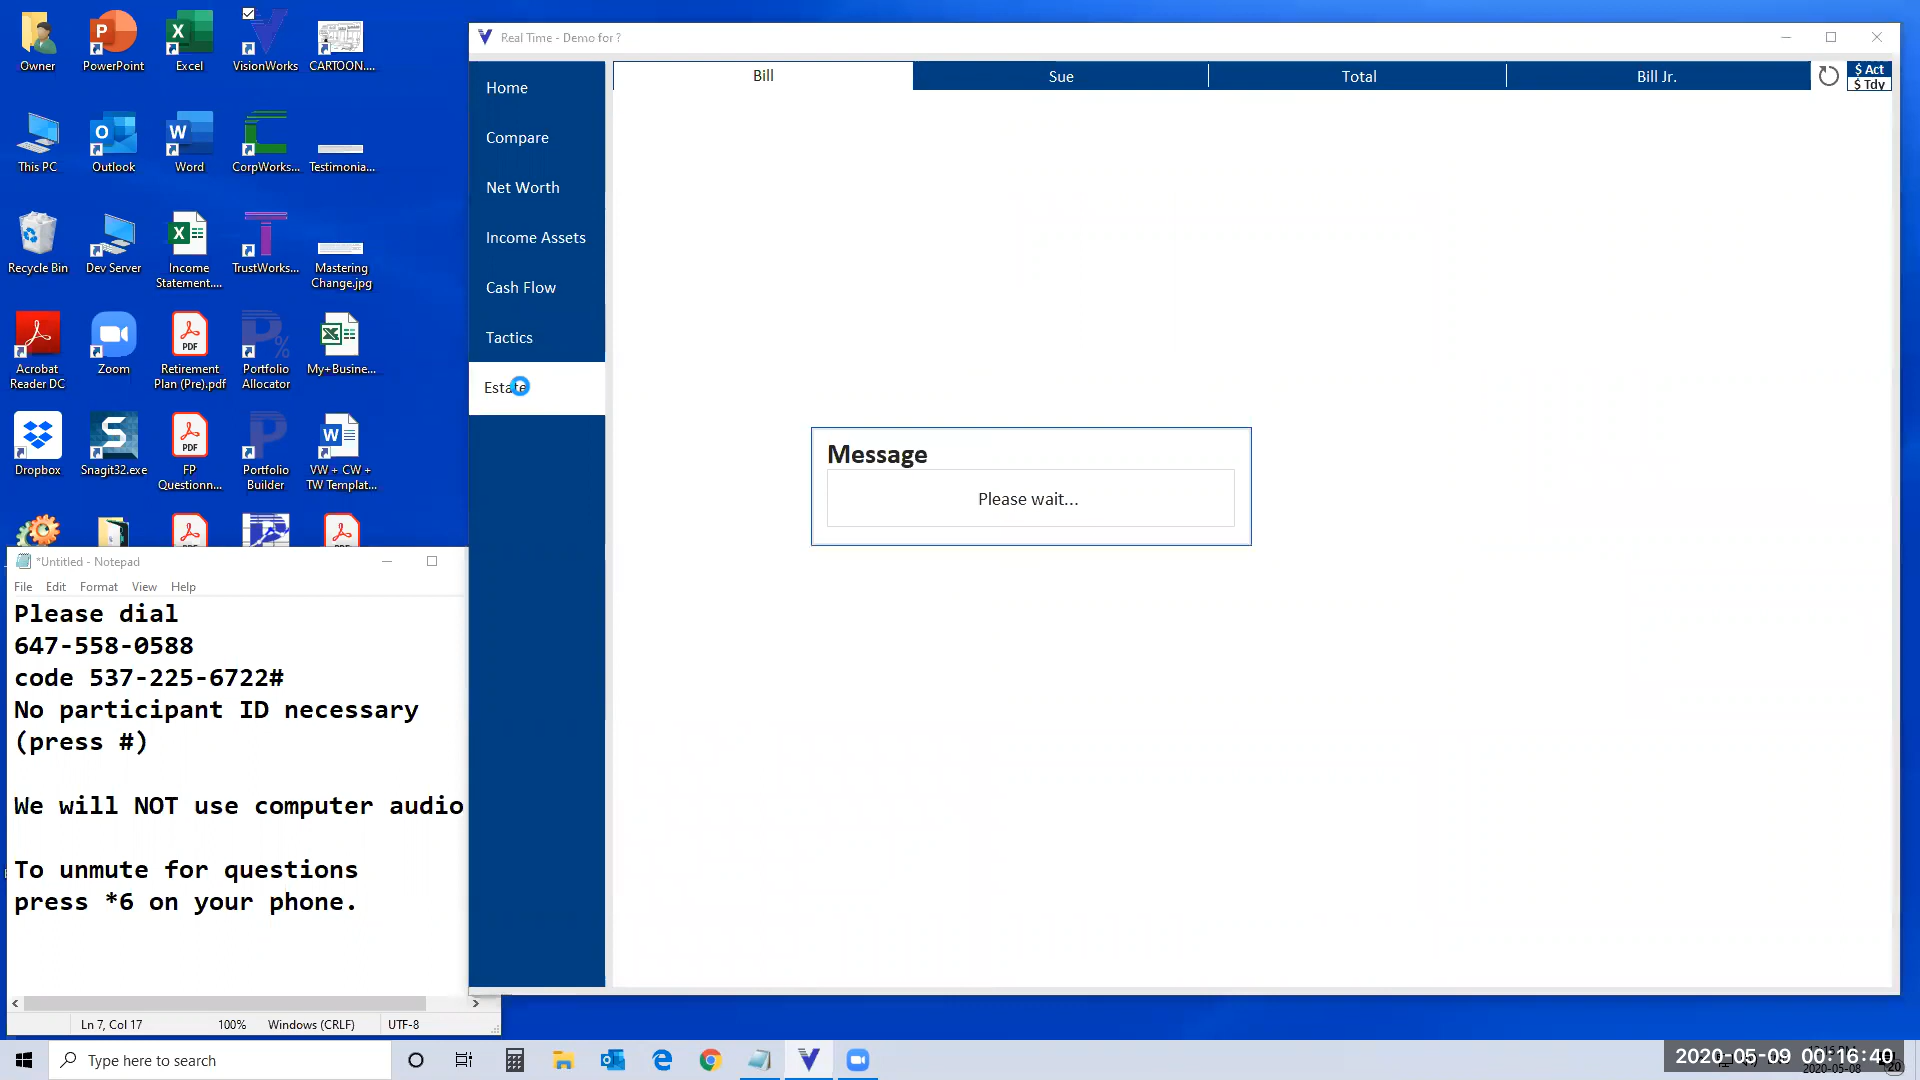 Owner
PowerPoint
Excel
VisionWorks
CARTOON....
This PC
Outlook
Word
CorpWorks...
Testimonia...
Recycle Bin
Dev Server
Income
Statement....
TrustWorks...
Mastering
Change.jpg
Acrobat
Reader DC
Zoom
Retirement
Plan (Pre).pdf
Portfolio
Allocator
My+Busine...
Dropbox
Snagit32.exe
FP
Questionn...
Portfolio
Builder
VW + CW +
TW Templat...
PDF
PDF
*Untitled - Notepad
File Edit Format View Help
Please dial
647-558-0588
code 537-225-6722#
No participant ID necessary
(press #)
We will NOT use computer audio
To unmute for questions
press *6 on your phone.
Ln 7, Col 17 100% Windows (CRLF) UTF-8
Real Time - Demo for ?
Home
Compare
Net Worth
Income Assets
Cash Flow
Tactics
Estate
Bill Sue Total Bill Jr.
$ Act
$ Tdy
Message
Please wait...
Type here to search
2020-05-09 00:16:40
2020-05-08
20